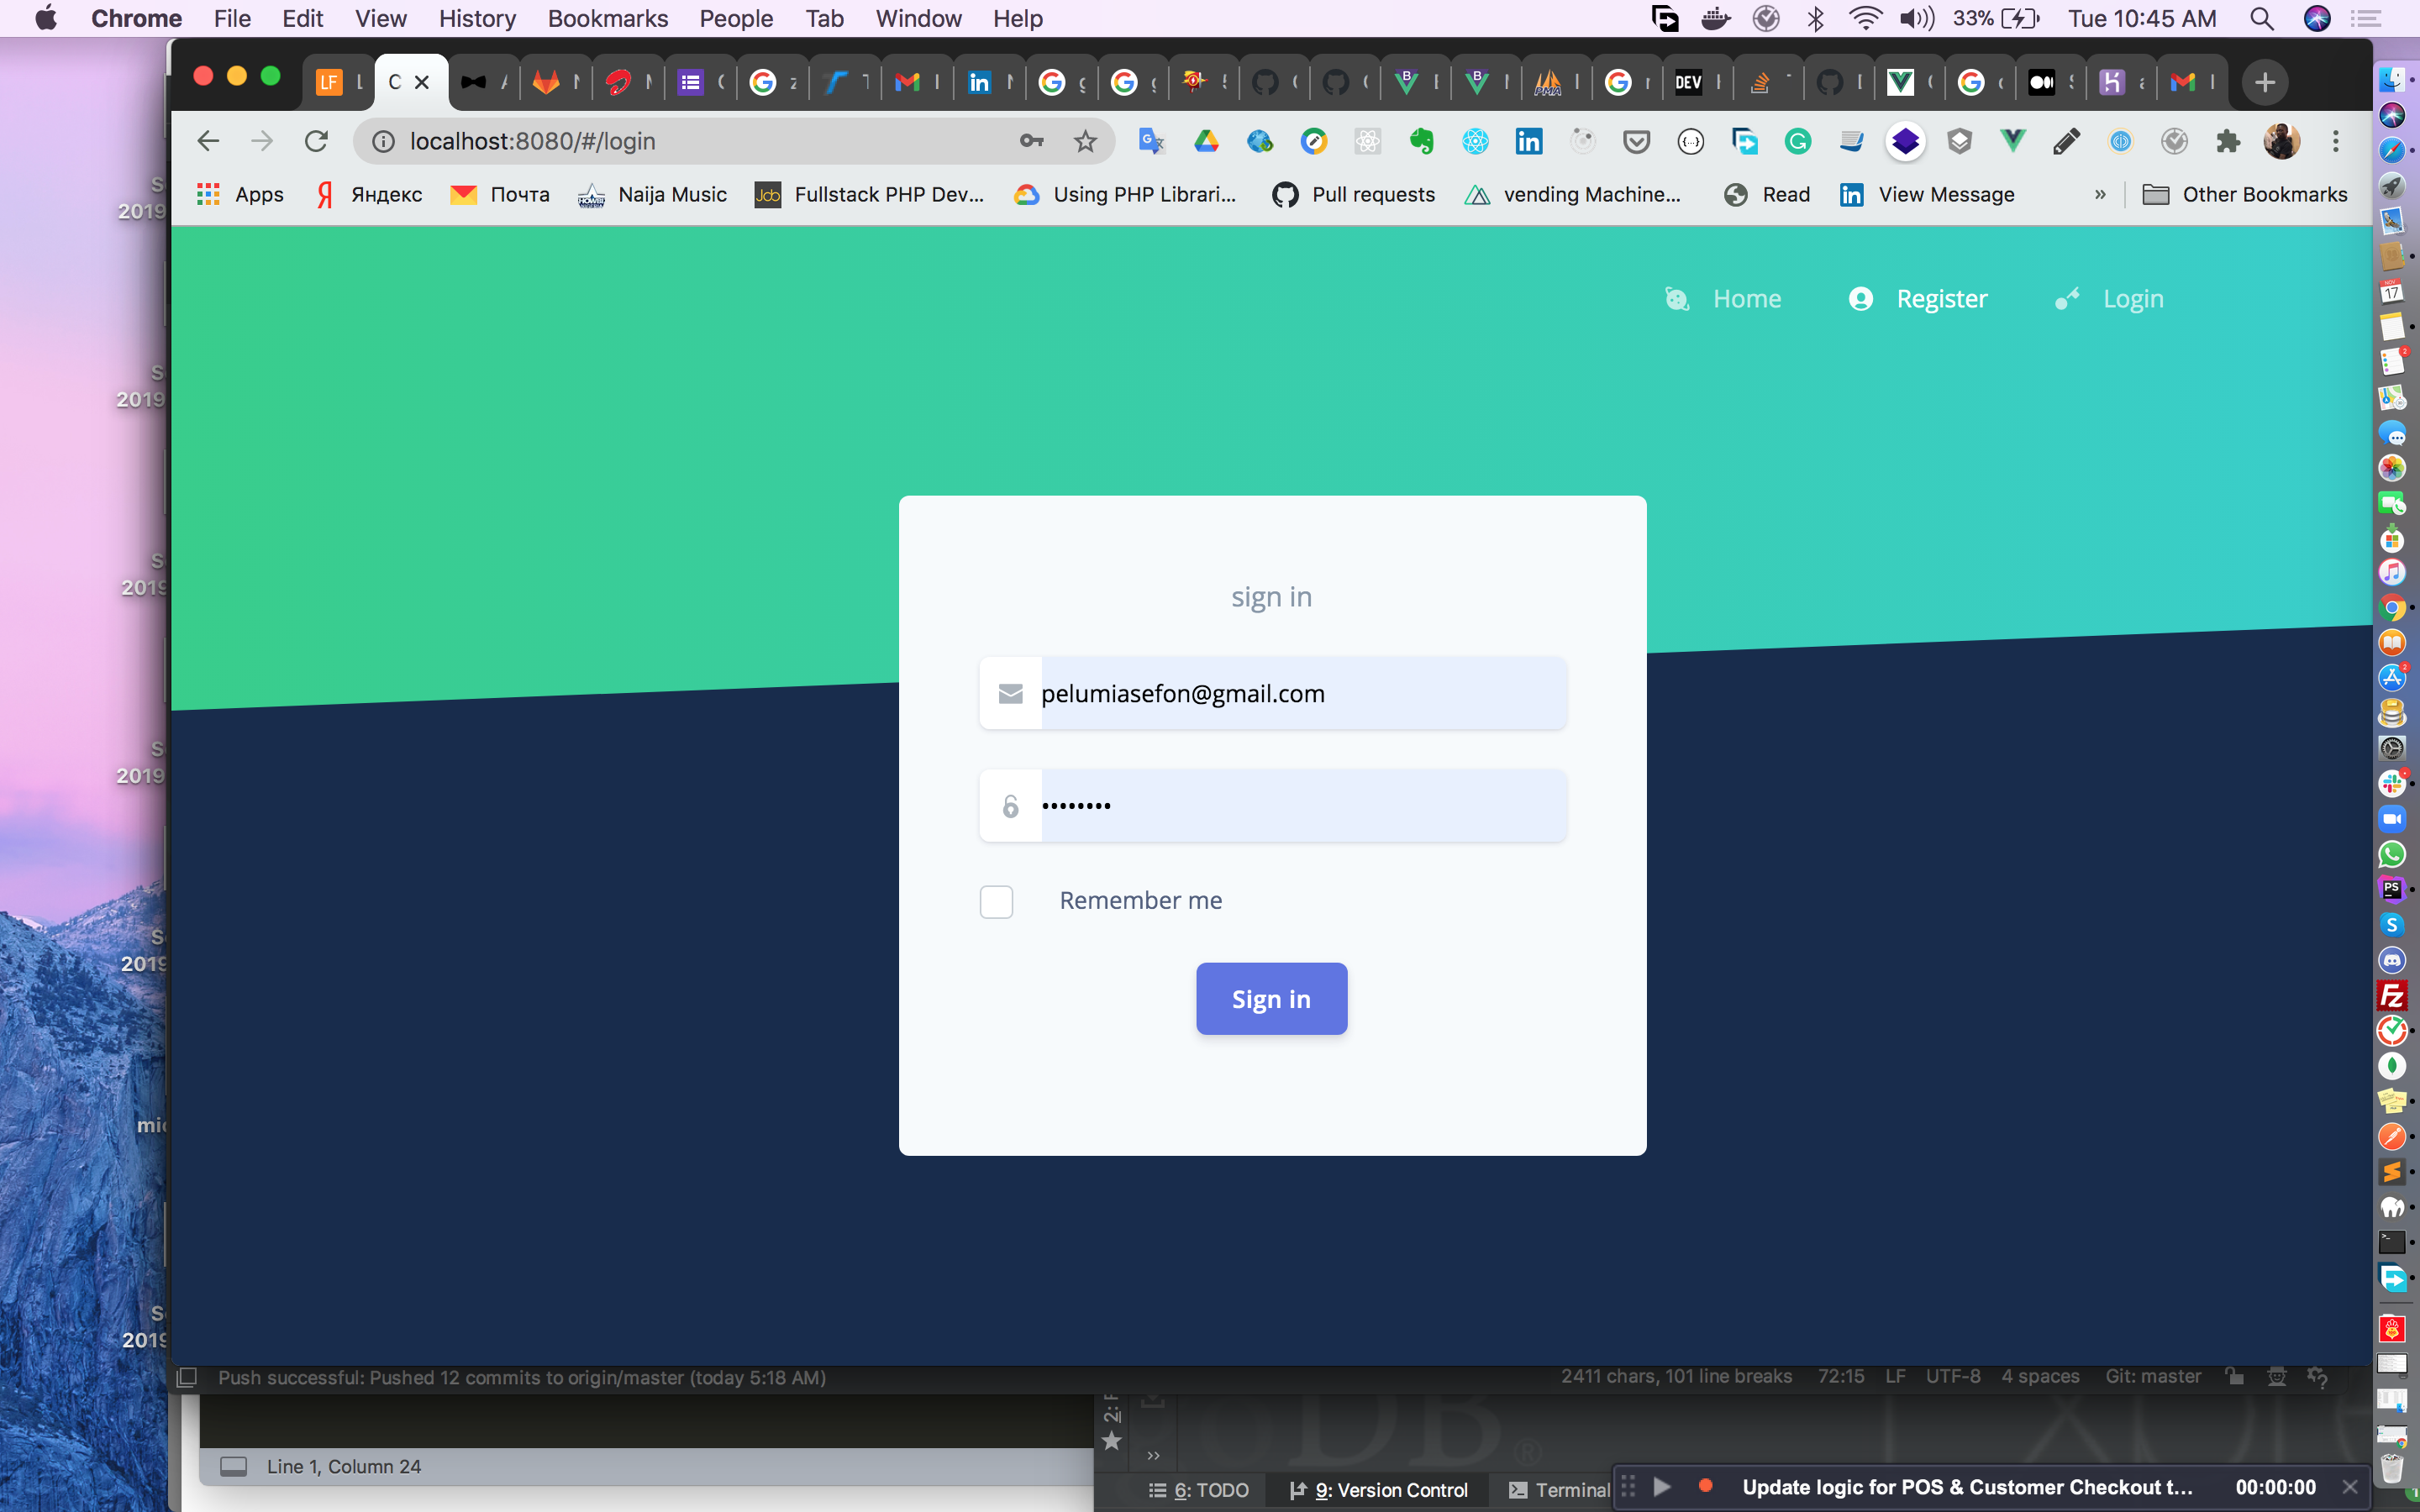 Chrome File Edit View History Bookmarks People Tab Window Help 33% Tue 10:45 AM
localhost:8080/#/login
Apps Яндекс Почта Naija Music Fullstack PHP Dev... Using PHP Librari... Pull requests vending Machine... Read View Message » Other Bookmarks
Home Register Login
sign in
pelumiasefon@gmail.com
••••••••
Remember me
Sign in
Push successful: Pushed 12 commits to origin/master (today 5:18 AM) 2411 chars, 101 line breaks 72:15 LF UTF-8 4 spaces Git: master
Line 1, Column 24
6: TODO 9: Version Control Terminal
Update logic for POS & Customer Checkout t... 00:00:00